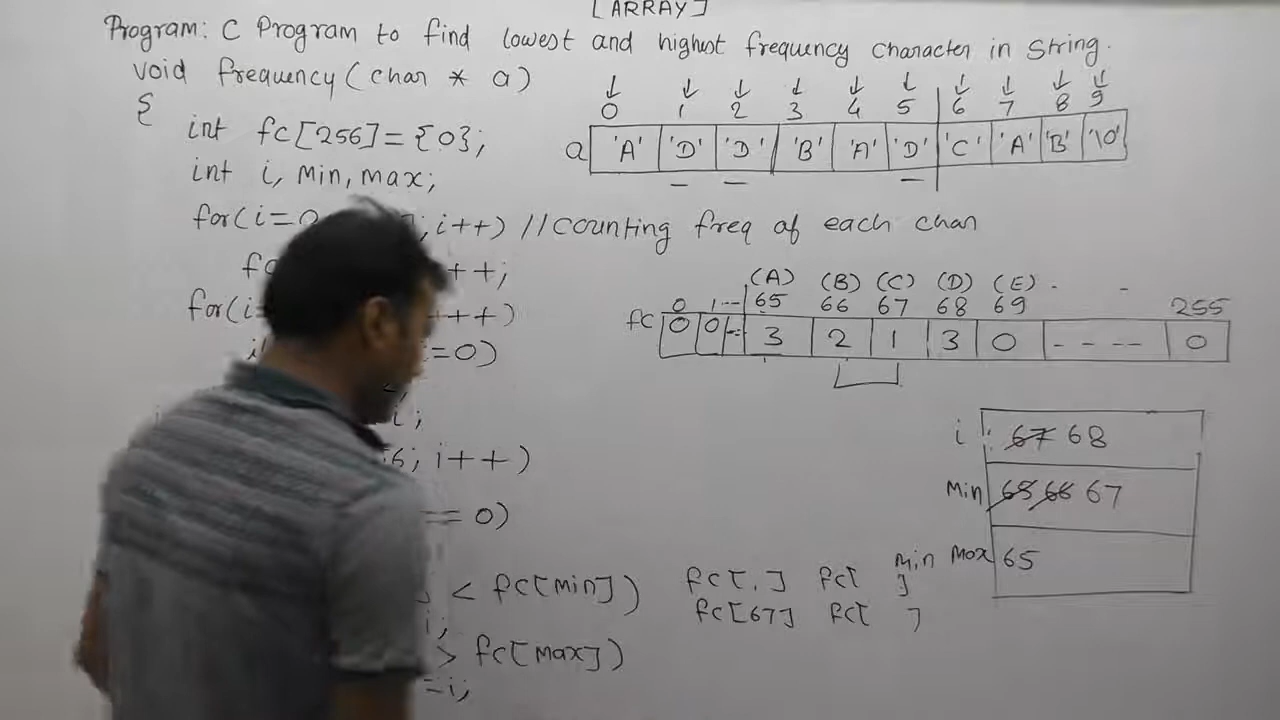 [ARRAY]
Program: C Program to find lowest and highest frequency character in String.
void frequency(char * a)
{
0 1 2 3 4 5 6 7 8 9
a 'A' 'D' 'D' 'B' 'A' 'D' 'C' 'A' 'B' '\0'
int fc[256]={0};
int i, min, max;
for(i=0 ; i++) //counting freq of each char
fc ++;
(A) (B) (C) (D) (E) - -
0 1--- 65 66 67 68 69 255
fc 0 0 -- 3 2 1 3 0 - - - - 0
for(i= +++)
i =0)
i;
i 67 68
6; i++)
Min 65 66 67
== 0)
Min Max 65
] < fc[min]) fc[ ] fc[ ]
i; fc[67] fc[ ]
> fc[max])
=i;